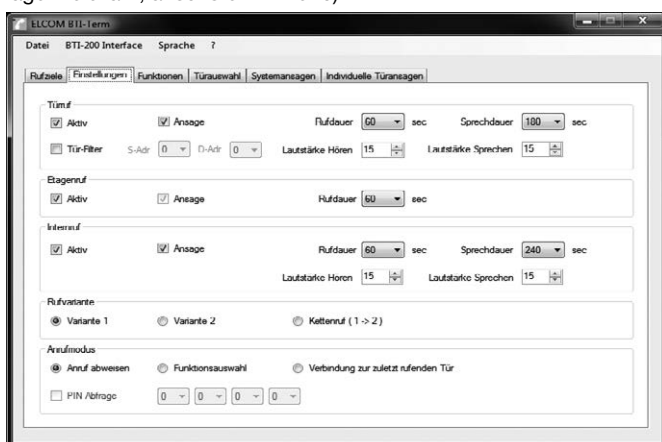 ELCOM BTI-Term
Datei BTI-200 Interface Sprache ?
Rufziele Einstellungen Funktionen Türauswahl Systemansagen Individuelle Türansagen
Türruf
Aktiv Ansage Rufdauer 60 sec Sprechdauer 180 sec
Tür-Filter S-Adr 0 D-Adr 0 Lautstärke Hören 15 Lautstärke Sprechen 15
Etagenruf
Aktiv Ansage Rufdauer 60 sec
Internruf
Aktiv Ansage Rufdauer 60 sec Sprechdauer 240 sec
Lautstärke Hören 15 Lautstärke Sprechen 15
Rufvariante
Variante 1 Variante 2 Kettenruf ( 1 -> 2 )
Anrufmodus
Anruf abweisen Funktionsauswahl Verbindung zur zuletzt rufenden Tür
PIN Abfrage 0 0 0 0